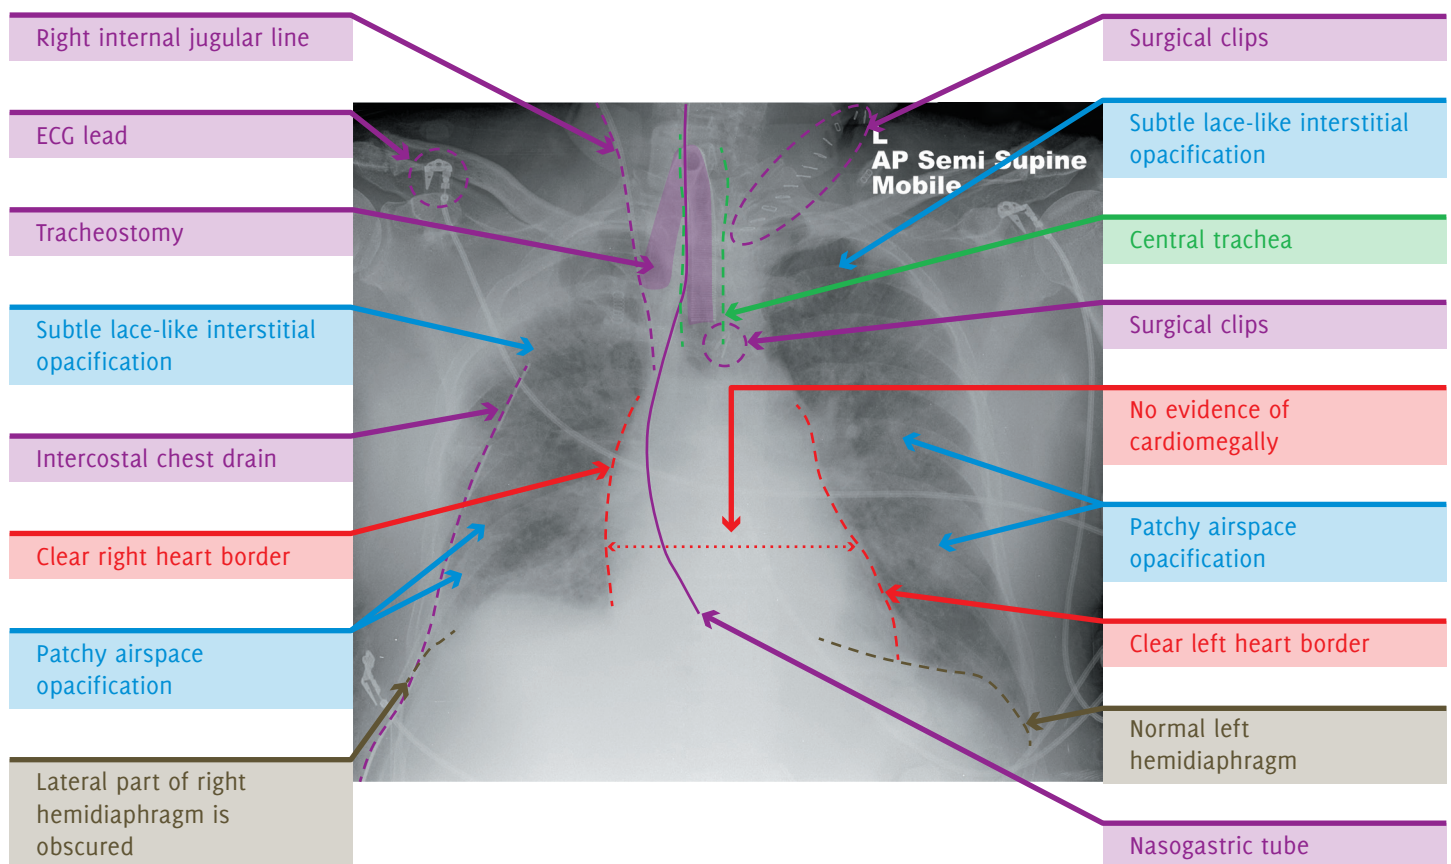 Right internal jugular line
ECG lead
Tracheostomy
Subtle lace-like interstitial
opacification
Intercostal chest drain
Clear right heart border
Patchy airspace
opacification
Lateral part of right
hemidiaphragm is
obscured
L
AP Semi Supine
Mobile
Surgical clips
Subtle lace-like interstitial
opacification
Central trachea
Surgical clips
No evidence of
cardiomegally
Patchy airspace
opacification
Clear left heart border
Normal left
hemidiaphragm
Nasogastric tube